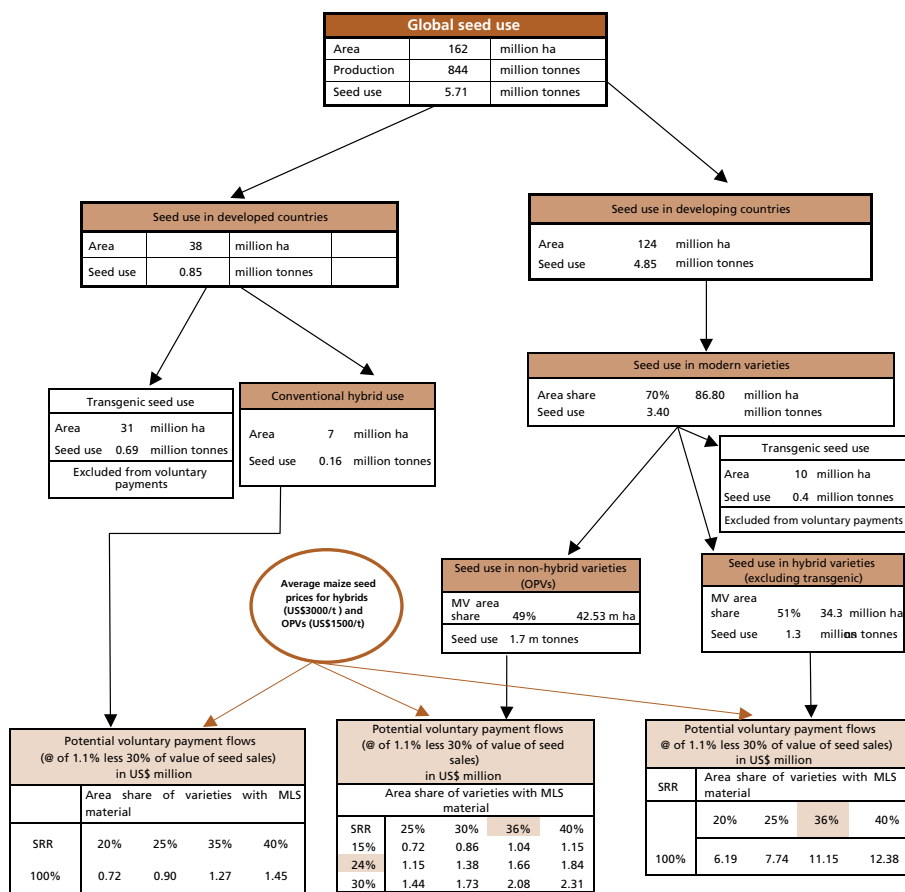 Global seed use
Area 162 million ha
Production 844 million tonnes
Seed use 5.71 million tonnes
Seed use in developed countries
Area 38 million ha
Seed use 0.85 million tonnes
Seed use in developing countries
Area 124 million ha
Seed use 4.85 million tonnes
Transgenic seed use
Area 31 million ha
Seed use 0.69 million tonnes
Excluded from voluntary
payments
Conventional hybrid use
Area 7 million ha
Seed use 0.16 million tonnes
Seed use in modern varieties
Area share 70% 86.80 million ha
Seed use 3.40 million tonnes
Transgenic seed use
Area 10 million ha
Seed use 0.4 million tonnes
Excluded from voluntary payments
Average maize seed
prices for hybrids
(US$3000/t ) and
OPVs (US$1500/t)
Seed use in non-hybrid varieties
(OPVs)
MV area
share 49% 42.53 m ha
Seed use 1.7 m tonnes
Seed use in hybrid varieties
(excluding transgenic)
MV area
share 51% 34.3 million ha
Seed use 1.3 tonnes
Potential voluntary payment flows
(@ of 1.1% less 30% of value of seed sales)
in US$ million
Area share of varieties with MLS
material
SRR 20% 25% 35% 40%
100% 0.72 0.90 1.27 1.45
Potential voluntary payment flows
(@ of 1.1% less 30% of value of seed
sales)
in US$ million
Area share of varieties with MLS
material
SRR 25% 30% 36% 40%
15% 0.72 0.86 1.04 1.15
24% 1.15 1.38 1.66 1.84
30% 1.44 1.73 2.08 2.31
Potential voluntary payment flows
@ of 1.1% less 30% of value of seed sales)
in US$ million
SRR Area share of varieties with MLS
material
20% 25% 36% 40%
100% 6.19 7.74 11.15 12.38